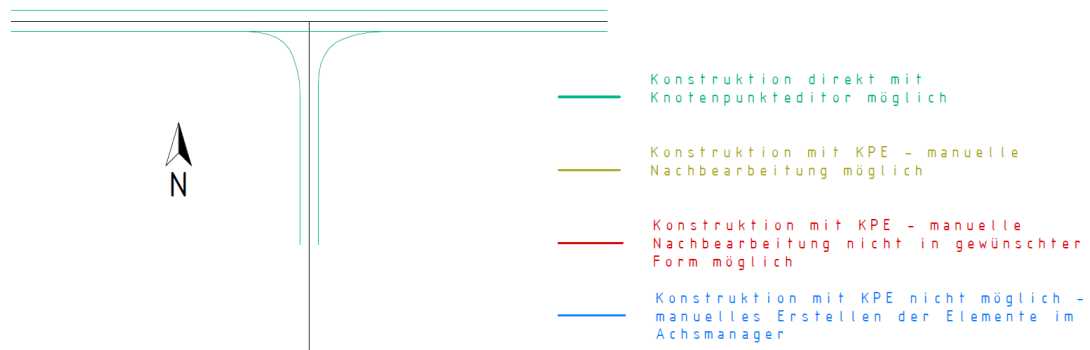 Konstruktion direkt mit
Knotenpunkteditor möglich
Konstruktion mit KPE - manuelle
Nachbearbeitung möglich
N
Konstruktion mit KPE - manuelle
Nachbearbeitung nicht in gewünschter
Form möglich
Konstruktion mit KPE nicht möglich -
manuelles Erstellen der Elemente im
Achsmanager